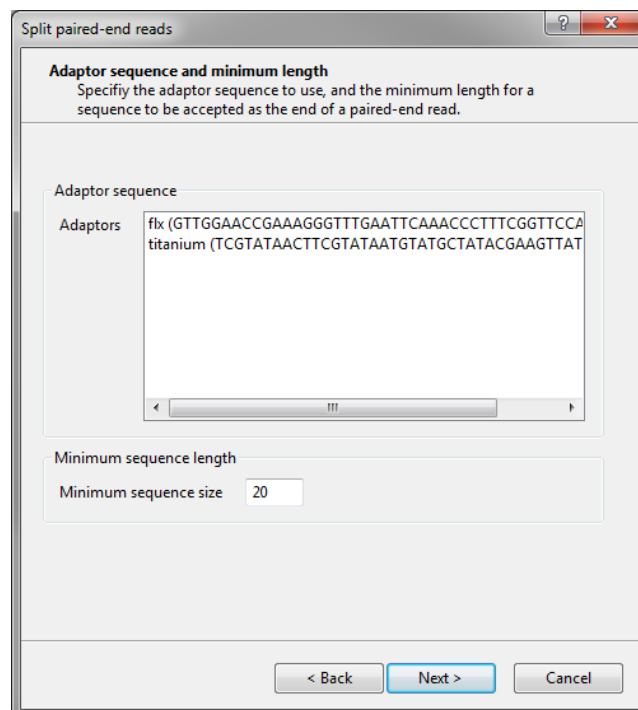 Split paired-end reads
Adaptor sequence and minimum length
Specifiy the adaptor sequence to use, and the minimum length for a
sequence to be accepted as the end of a paired-end read.
Adaptor sequence
Adaptors
flx (GTTGGAACCGAAAGGGTTTGAATTCAAACCCTTTCGGTTCCA
titanium (TCGTATAACTTCGTATAATGTATGCTATACGAAGTTAT
Minimum sequence length
Minimum sequence size 20
< Back Next > Cancel